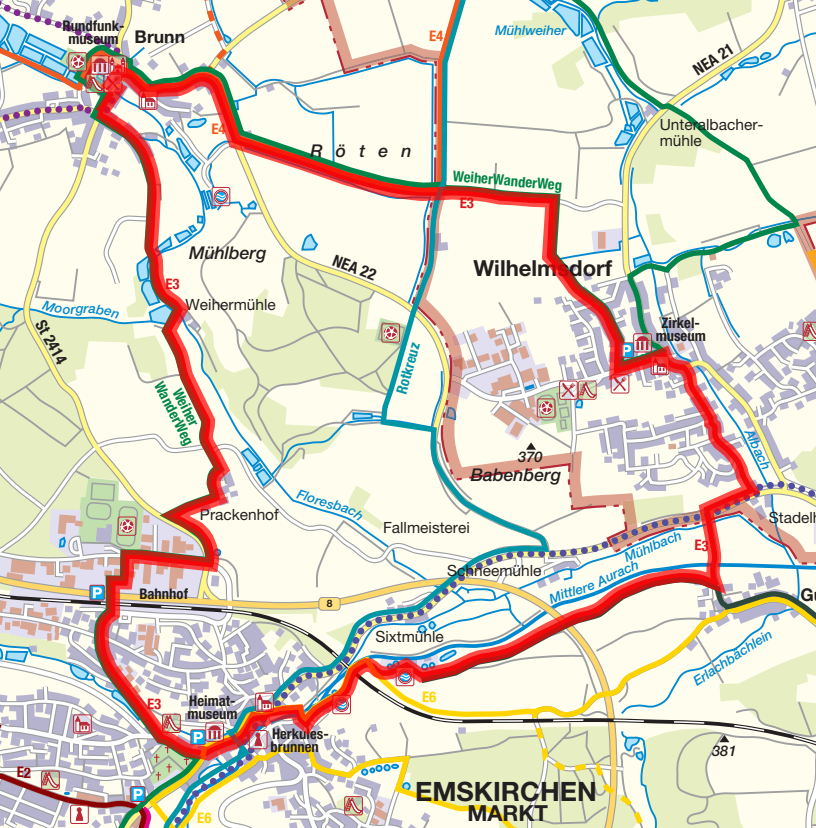 Rundfunk-
museum
Brunn
E4
Mühlweiher
NEA 21
Unteralbacher-
mühle
E4
Röten
WeiherWanderWeg
E3
Mühlberg
NEA 22
Wilhelmsdorf
E3
Weihermühle
Moorgraben
St 2414
Zirkel-
museum
P
Rotkreuz
Weiher
WanderWeg
370
Babenberg
Albach
Floresbach
Prackenhof
Fallmeisterei
Stadelh
Mühlbach
E3
Schneemühle
Mittlere Aurach
P
Bahnhof
8
Gu
Sixtmühle
Erlachbächlein
E3
Heimat-
museum
E6
P
Herkules-
brunnen
381
E2
P
EMSKIRCHEN
MARKT
E6